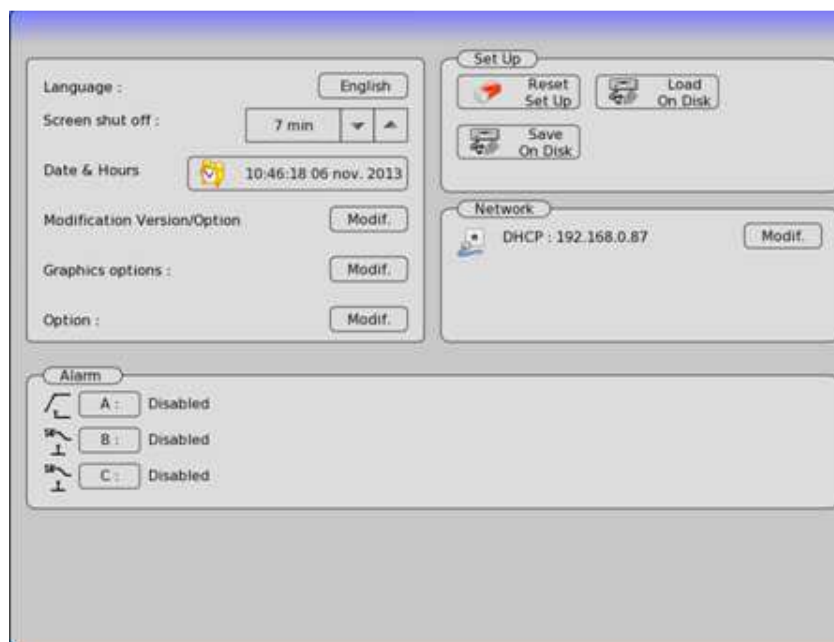 Language :
English
Screen shut off :
7 min
Date & Hours
10:46:18 06 nov. 2013
Modification Version/Option
Modif.
Graphics options :
Modif.
Option :
Modif.
Set Up
Reset
Set Up
Load
On Disk
Save
On Disk
Network
DHCP : 192.168.0.87
Modif.
Alarm
A :
Disabled
B :
Disabled
C :
Disabled